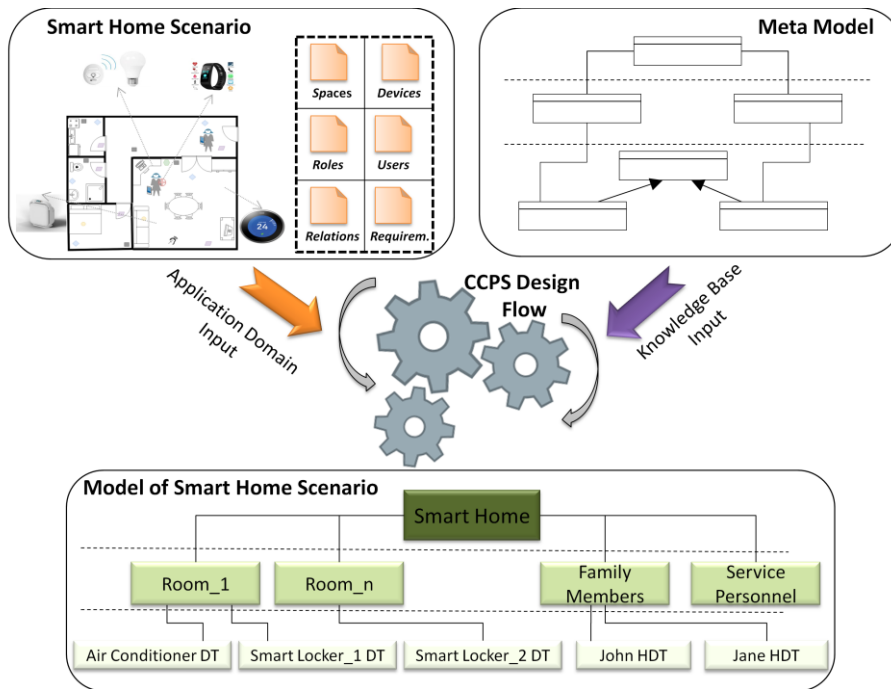 Smart Home Scenario
Meta Model
Spaces
Devices
Roles
Users
Relations
Requirem.
24
Application Domain
Input
CCPS Design
Flow
Knowledge Base
Input
Model of Smart Home Scenario
Smart Home
Room_1
Room_n
Family
Members
Service
Personnel
Air Conditioner DT
Smart Locker_1 DT
Smart Locker_2 DT
John HDT
Jane HDT